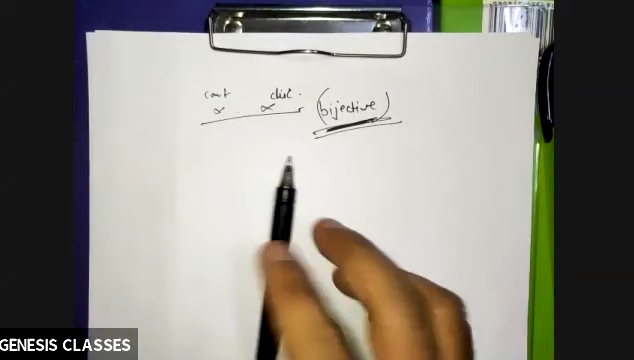 cont disc.
∝ . ∝ (bijective)
GENESIS CLASSES